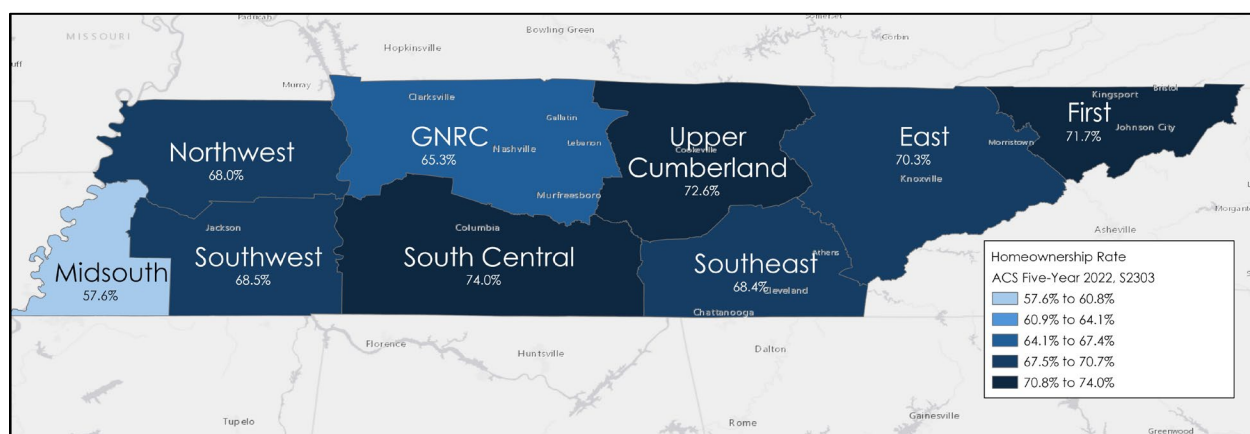 Paducah
Somerset
MISSOURI
Bowling Green
Corbin
Hopkinsville
Murray
Clarksville
Kingsport
Bristol
First
71.7%
Johnson City
Gallatin
GNRC
65.3%
Nashville
Lebanon
Upper
Cookeville
Cumberland
72.6%
East
70.3%
Morristown
Knoxville
Northwest
68.0%
Murfreesboro
Jackson
Columbia
Asheville
Southwest
68.5%
South Central
74.0%
Athens
Southeast
68.4%
Cleveland
Midsouth
57.6%
Chattanooga
Homeownership Rate
ACS Five-Year 2022, S2303
57.6% to 60.8%
60.9% to 64.1%
64.1% to 67.4%
67.5% to 70.7%
70.8% to 74.0%
Florence
Huntsville
Dalton
Tupelo
Rome
Gainesville
Greenwood